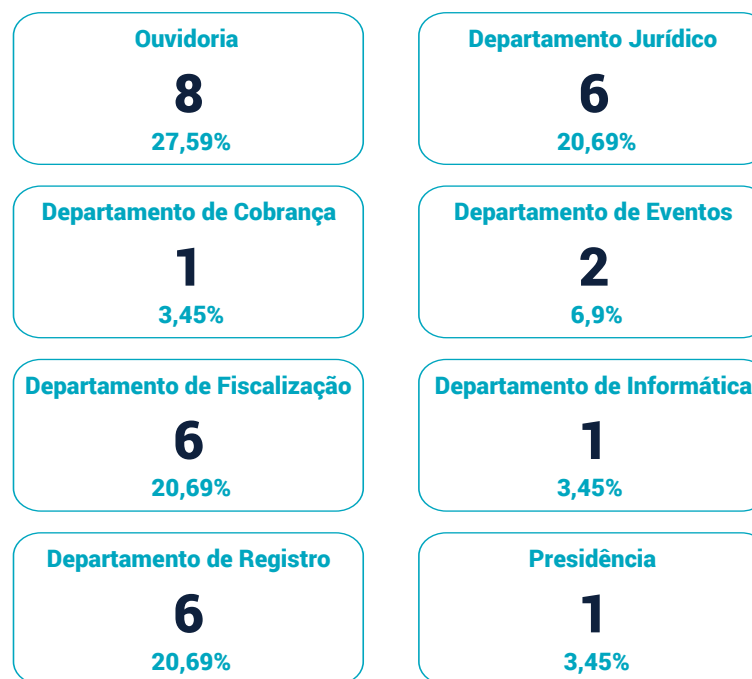 Ouvidoria
8
27,59%
Departamento Jurídico
6
20,69%
Departamento de Cobrança
1
3,45%
Departamento de Eventos
2
6,9%
Departamento de Fiscalização
6
20,69%
Departamento de Informática
1
3,45%
Departamento de Registro
6
20,69%
Presidência
1
3,45%